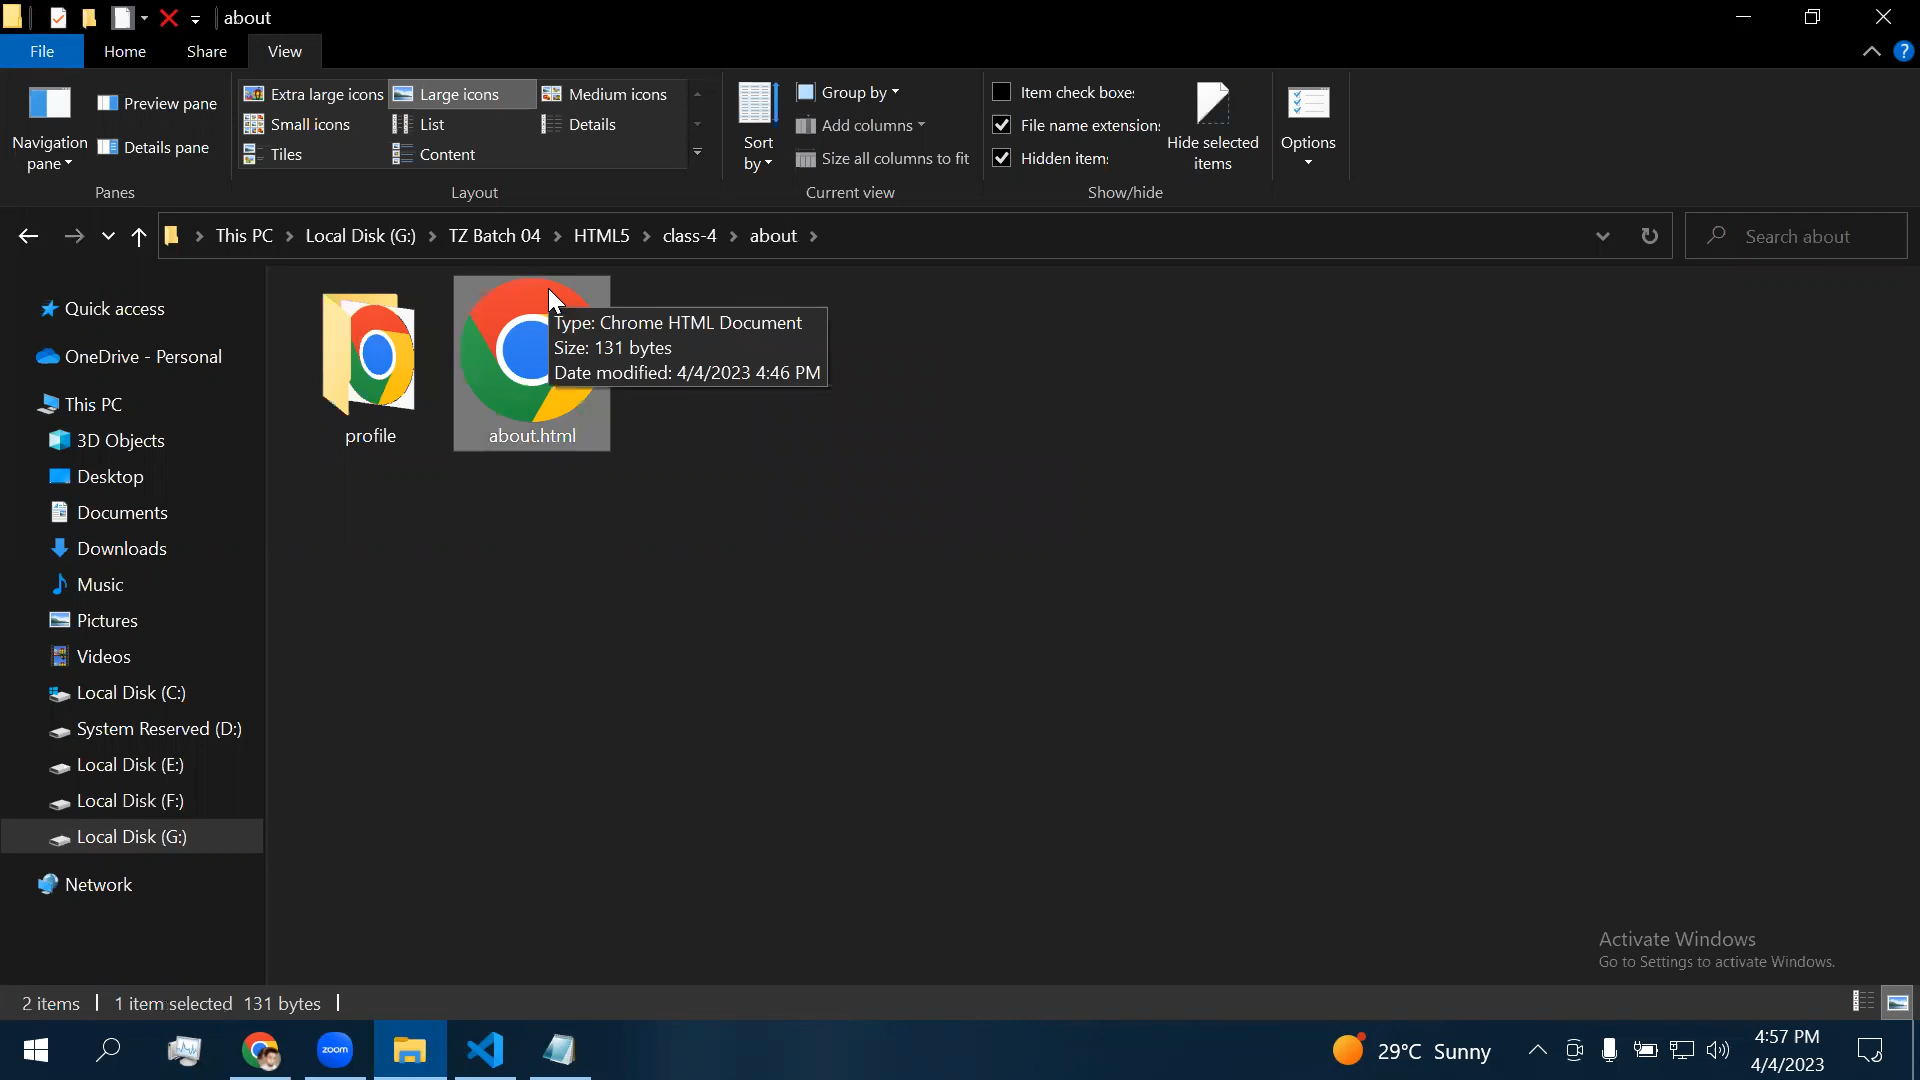 about
File
Home
Share
View
Navigation
pane
Preview pane
Details pane
Panes
Extra large icons
Large icons
Medium icons
Small icons
List
Details
Tiles
Content
Layout
Sort
by
Group by
Add columns
Size all columns to fit
Current view
Item check boxes
File name extensions
Hidden items
Hide selected
items
Show/hide
Options
This PC
Local Disk (G:)
TZ Batch 04
HTML5
class-4
about
Search about
Quick access
OneDrive - Personal
This PC
3D Objects
Desktop
Documents
Downloads
Music
Pictures
Videos
Local Disk (C:)
System Reserved (D:)
Local Disk (E:)
Local Disk (F:)
Local Disk (G:)
Network
profile
about.html
Type: Chrome HTML Document
Size: 131 bytes
Date modified: 4/4/2023 4:46 PM
Activate Windows
Go to Settings to activate Windows.
2 items
1 item selected 131 bytes
zoom
29°C Sunny
4:57 PM
4/4/2023